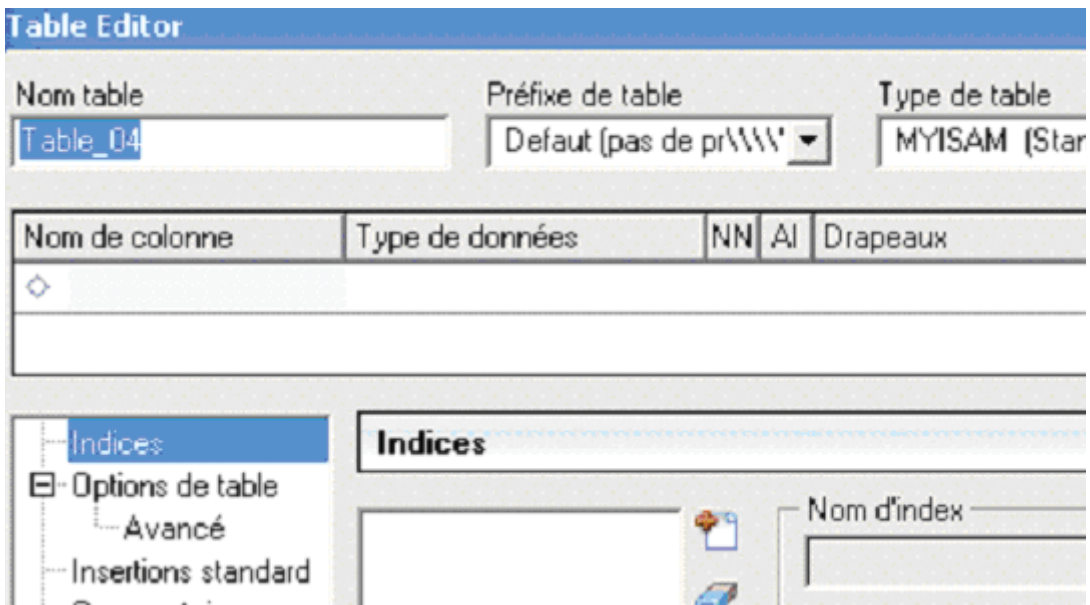 Table Editor
Nom table Préfixe de table Type de table
Table_04 Defaut (pas de pr\\\\' MYISAM (Star
Nom de colonne Type de données NN AI Drapeaux
Indices Indices
Options de table
Nom d'index
Avancé
Insertions standard